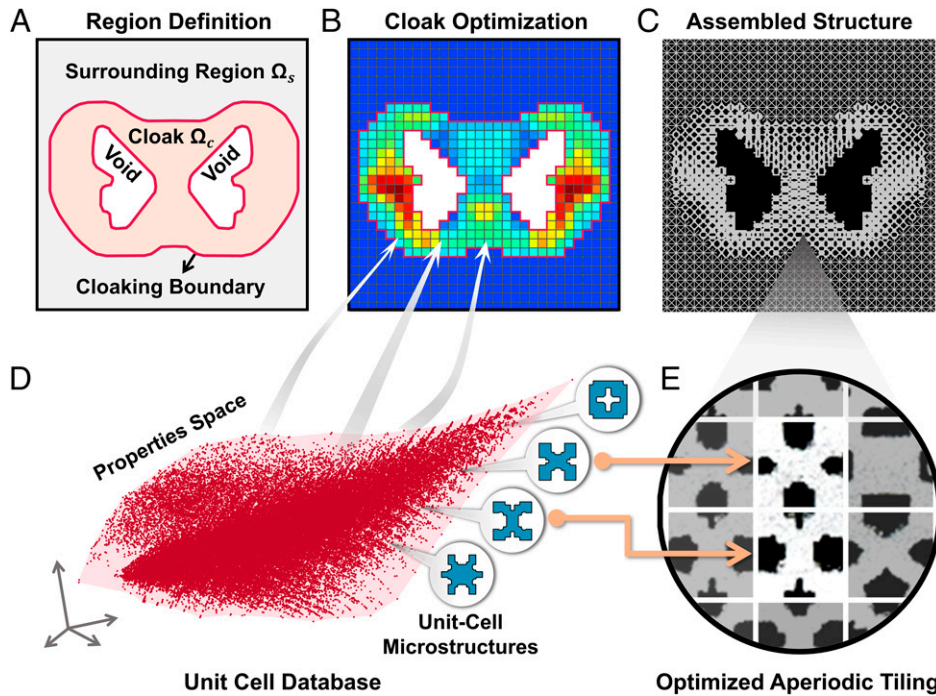 A Region Definition
Surrounding Region Ωs
Cloak Ωc
Void
Void
Cloaking Boundary
B Cloak Optimization
C Assembled Structure
D
Properties Space
Unit-Cell
Microstructures
Unit Cell Database
E
Optimized Aperiodic Tiling